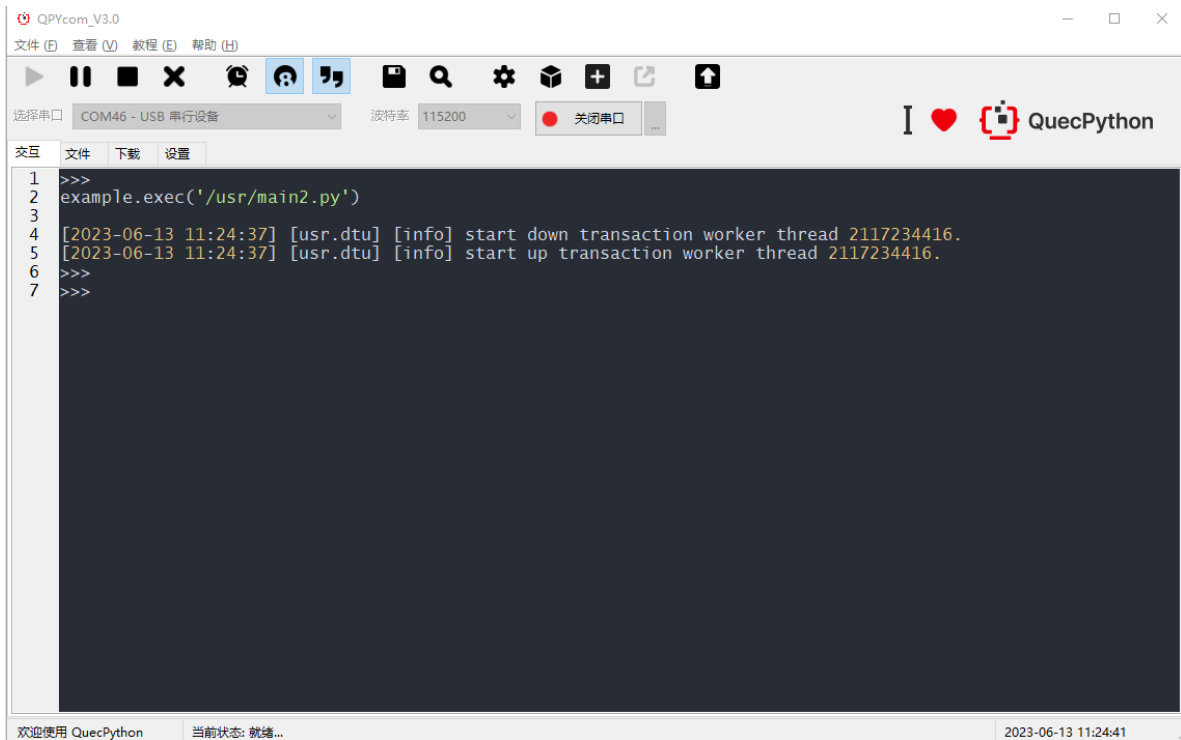 QPYcom_V3.0
文件 (F) 查看 (V) 教程 (E) 帮助 (H)
选择串口 COM46 - USB 串行设备 波特率 115200 关闭串口 ... I QuecPython
交互 文件 下载 设置
1 >>>
2 example.exec('/usr/main2.py')
3
4 [2023-06-13 11:24:37] [usr.dtu] [info] start down transaction worker thread 2117234416.
5 [2023-06-13 11:24:37] [usr.dtu] [info] start up transaction worker thread 2117234416.
6 >>>
7 >>>
欢迎使用 QuecPython 当前状态: 就绪... 2023-06-13 11:24:41